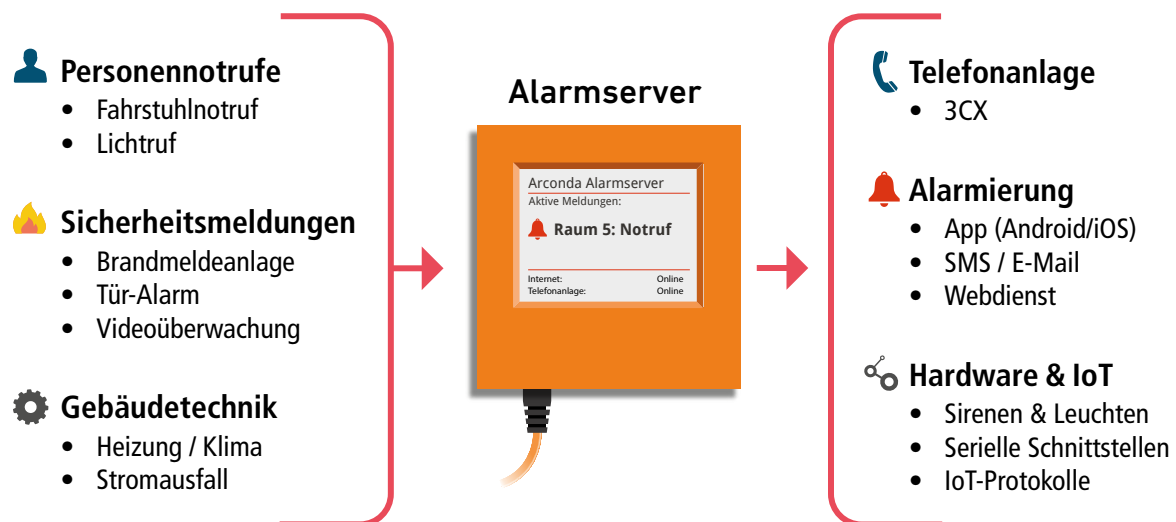 Personennotrufe
• Fahrstuhlnotruf
• Lichtruf
Sicherheitsmeldungen
• Brandmeldeanlage
• Tür-Alarm
• Videoüberwachung
Gebäudetechnik
• Heizung / Klima
• Stromausfall
Alarmserver
Arconda Alarmserver
Aktive Meldungen:
Raum 5: Notruf
Internet: Online
Telefonanlage: Online
Telefonanlage
• 3CX
Alarmierung
• App (Android/iOS)
• SMS / E-Mail
• Webdienst
Hardware & IoT
• Sirenen & Leuchten
• Serielle Schnittstellen
• IoT-Protokolle